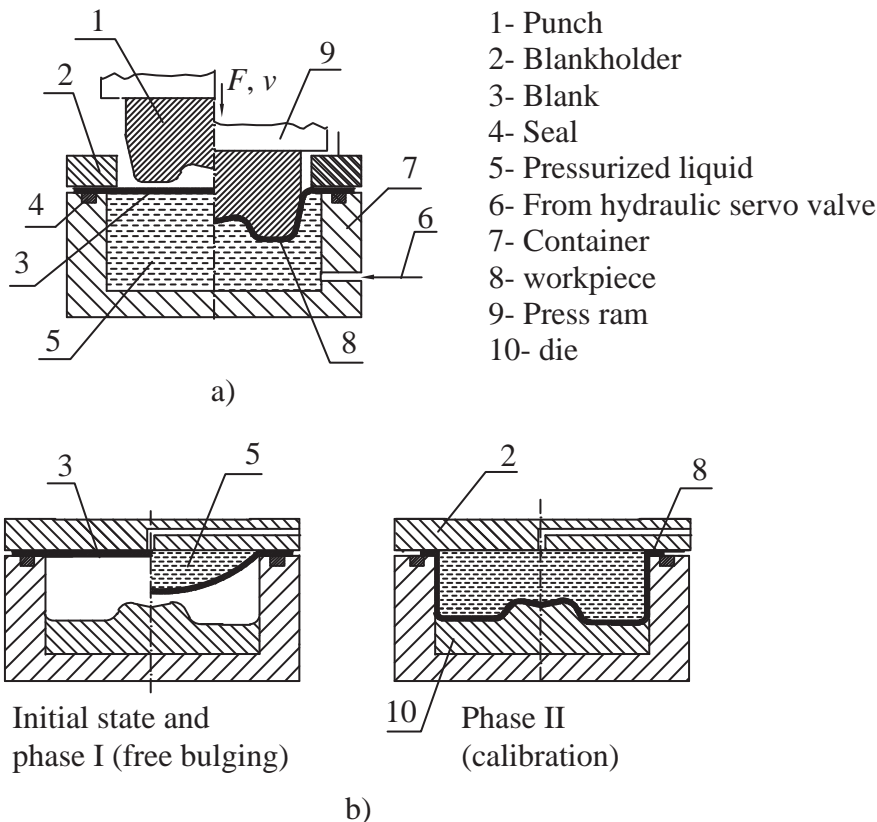 1
2
F, v
9
7
4
6
3
5
8
a)
1- Punch
2- Blankholder
3- Blank
4- Seal
5- Pressurized liquid
6- From hydraulic servo valve
7- Container
8- workpiece
9- Press ram
10- die
3
5
2
8
10
Initial state and
phase I (free bulging)
Phase II
(calibration)
b)